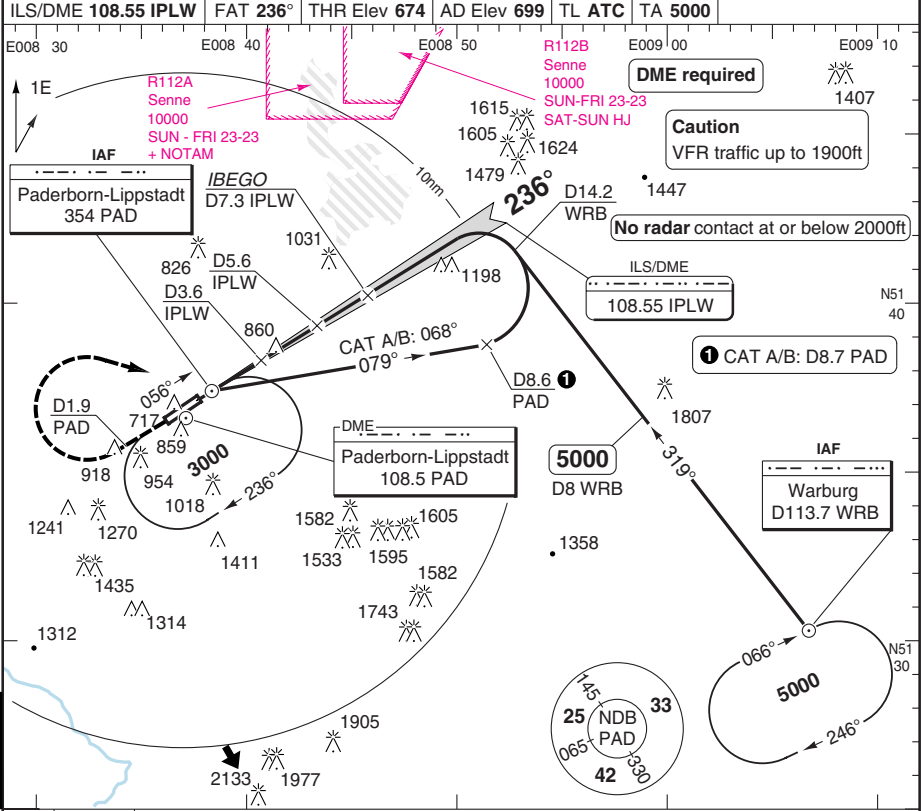 ILS/DME 108.55 IPLW FAT 236° THR Elev 674 AD Elev 699 TL ATC TA 5000
E008 30
E008 40
E008 50
E009 00
E009 10
1E
R112A
Senne
10000
SUN - FRI 23-23
+ NOTAM
R112B
Senne
10000
SUN-FRI 23-23
SAT-SUN HJ
DME required
1407
Caution
VFR traffic up to 1900ft
1615
1605
1624
1479
1447
IAF
Paderborn-Lippstadt
354 PAD
IBEGO
D7.3 IPLW
10nm
236°
D14.2
WRB
No radar contact at or below 2000ft
1031
826
D5.6
IPLW
1198
ILS/DME
108.55 IPLW
N51
40
D3.6
IPLW
860
CAT A/B: 068°
079°
1 CAT A/B: D8.7 PAD
D8.6 1
PAD
056°
D1.9
PAD
717
859
1807
918
954
3000
236°
1018
DME
Paderborn-Lippstadt
108.5 PAD
5000
D8 WRB
319°
IAF
Warburg
D113.7 WRB
1241
1270
1582
1605
1533
1595
1411
1358
1435
1582
1314
1743
1312
066°
N51
30
5000
246°
145
25
NDB
PAD
33
065
330
42
1905
2133
1977